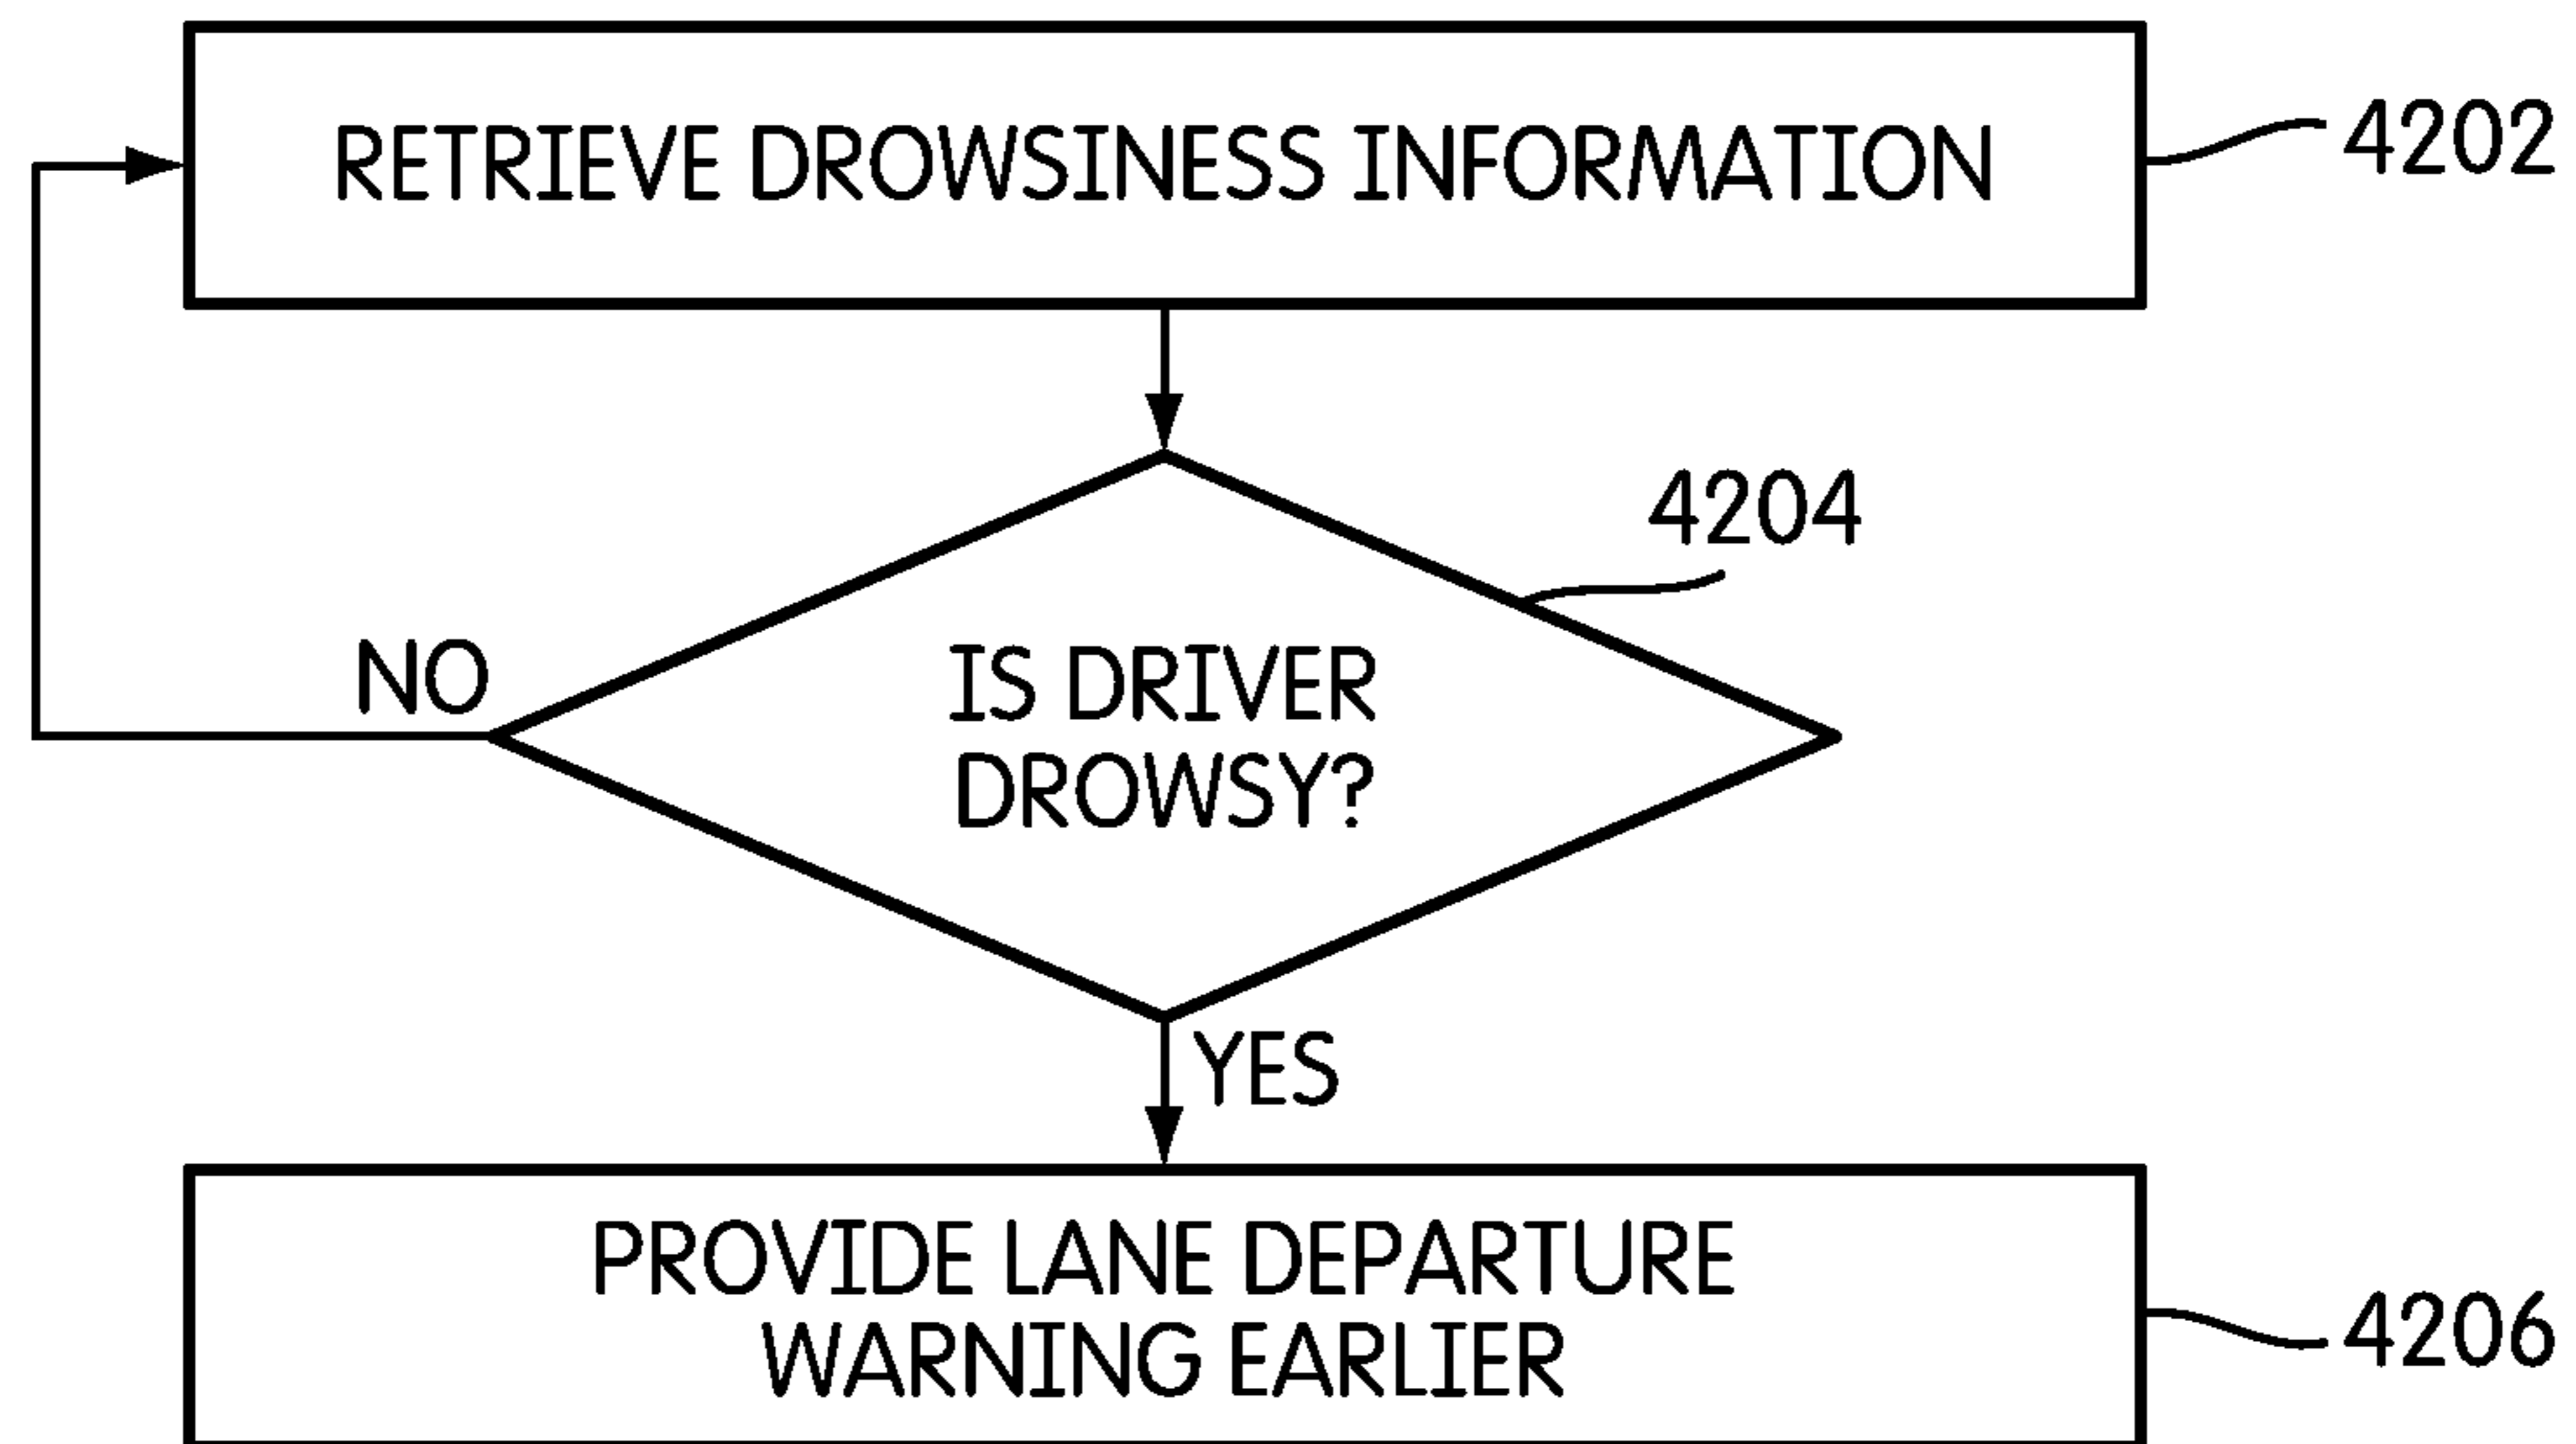 RETRIEVE DROWSINESS INFORMATION
4202
4204
NO
IS DRIVER
DROWSY?
YES
PROVIDE LANE DEPARTURE
WARNING EARLIER
4206